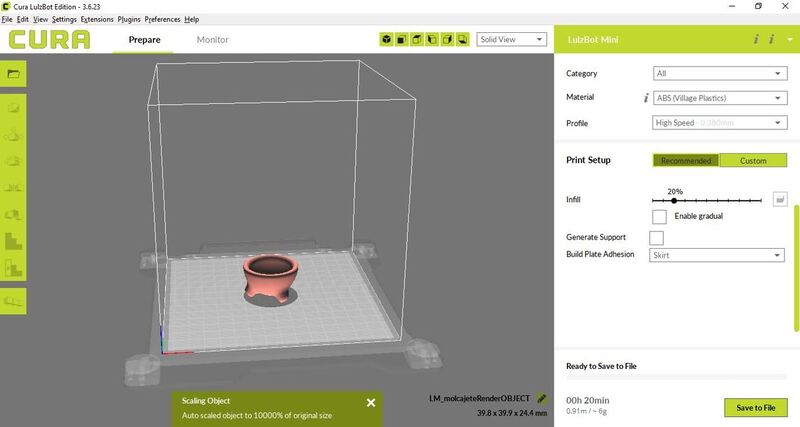 Cura LulzBot Edition - 3.6.23
File Edit View Settings Extensions Plugins Preferences Help
CURA
Prepare
Monitor
Solid View
LulzBot Mini
Category
All
Material
ABS (Village Plastics)
Profile
High Speed - 0.380mm
Print Setup
Recommended
Custom
20%
Infill
Enable gradual
Generate Support
Build Plate Adhesion
Skirt
Scaling Object
Auto scaled object to 10000% of original size
LM_molcajeteRenderOBJECT
39.8 x 39.9 x 24.4 mm
Ready to Save to File
00h 20min
0.91m / ~ 6g
Save to File